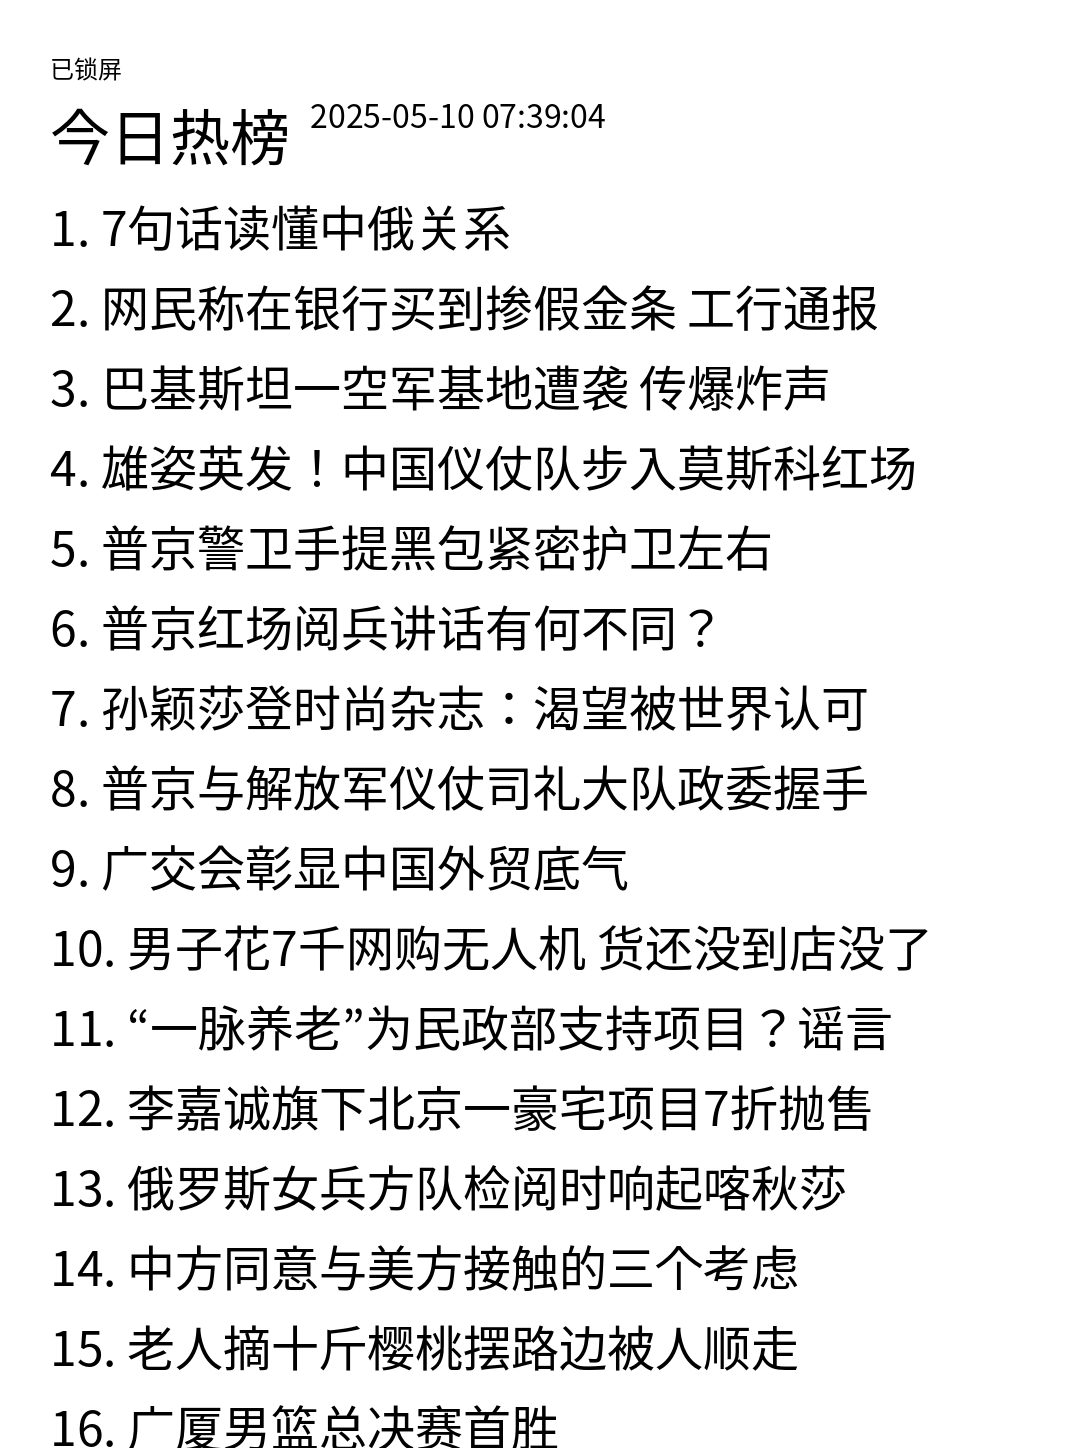 已锁屏
今日热榜 2025-05-10 07:39:04
1. 7句话读懂中俄关系
2. 网民称在银行买到掺假金条 工行通报
3. 巴基斯坦一空军基地遭袭 传爆炸声
4. 雄姿英发！中国仪仗队步入莫斯科红场
5. 普京警卫手提黑包紧密护卫左右
6. 普京红场阅兵讲话有何不同？
7. 孙颖莎登时尚杂志：渴望被世界认可
8. 普京与解放军仪仗司礼大队政委握手
9. 广交会彰显中国外贸底气
10. 男子花7千网购无人机 货还没到店没了
11. “一脉养老”为民政部支持项目？谣言
12. 李嘉诚旗下北京一豪宅项目7折抛售
13. 俄罗斯女兵方队检阅时响起喀秋莎
14. 中方同意与美方接触的三个考虑
15. 老人摘十斤樱桃摆路边被人顺走
16. 广厦男篮总决赛首胜